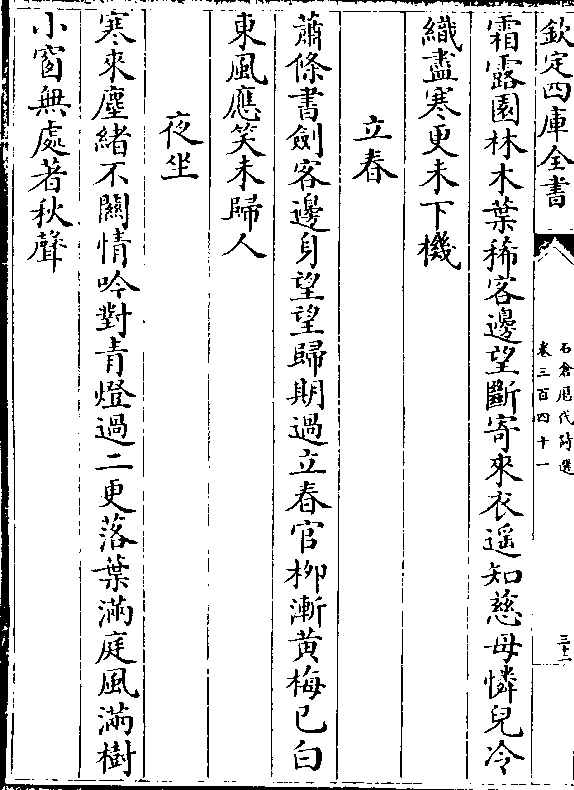 欽定四庫全書
石倉歷代詩選
卷三百四十一
三十二
霜露園林木葉稀客邊望斷寄來衣遥知慈母憐兒冷
織盡寒更未下機
立春
蕭條書劍客邊身望望歸期過立春官柳漸黄梅已白
東風應笑未歸人
夜坐
寒來塵緒不關情吟對青燈過二更落葉滿庭風滿樹
小窗無處著秋聲